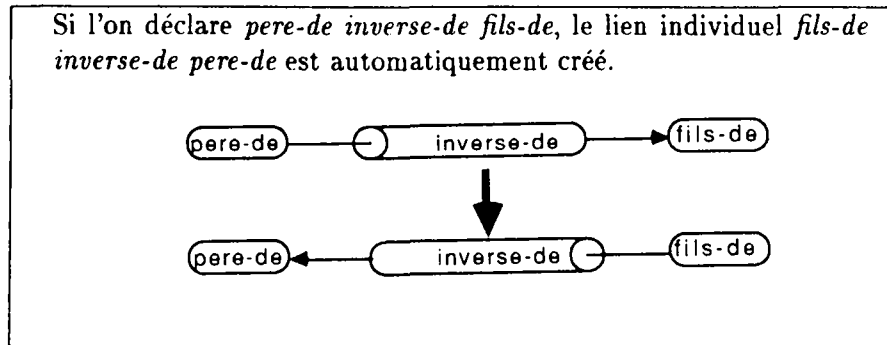 Si l'on déclare pere-de inverse-de fils-de, le lien individuel fils-de
inverse-de pere-de est automatiquement créé.
pere-de inverse-de fils-de
pere-de inverse-de fils-de